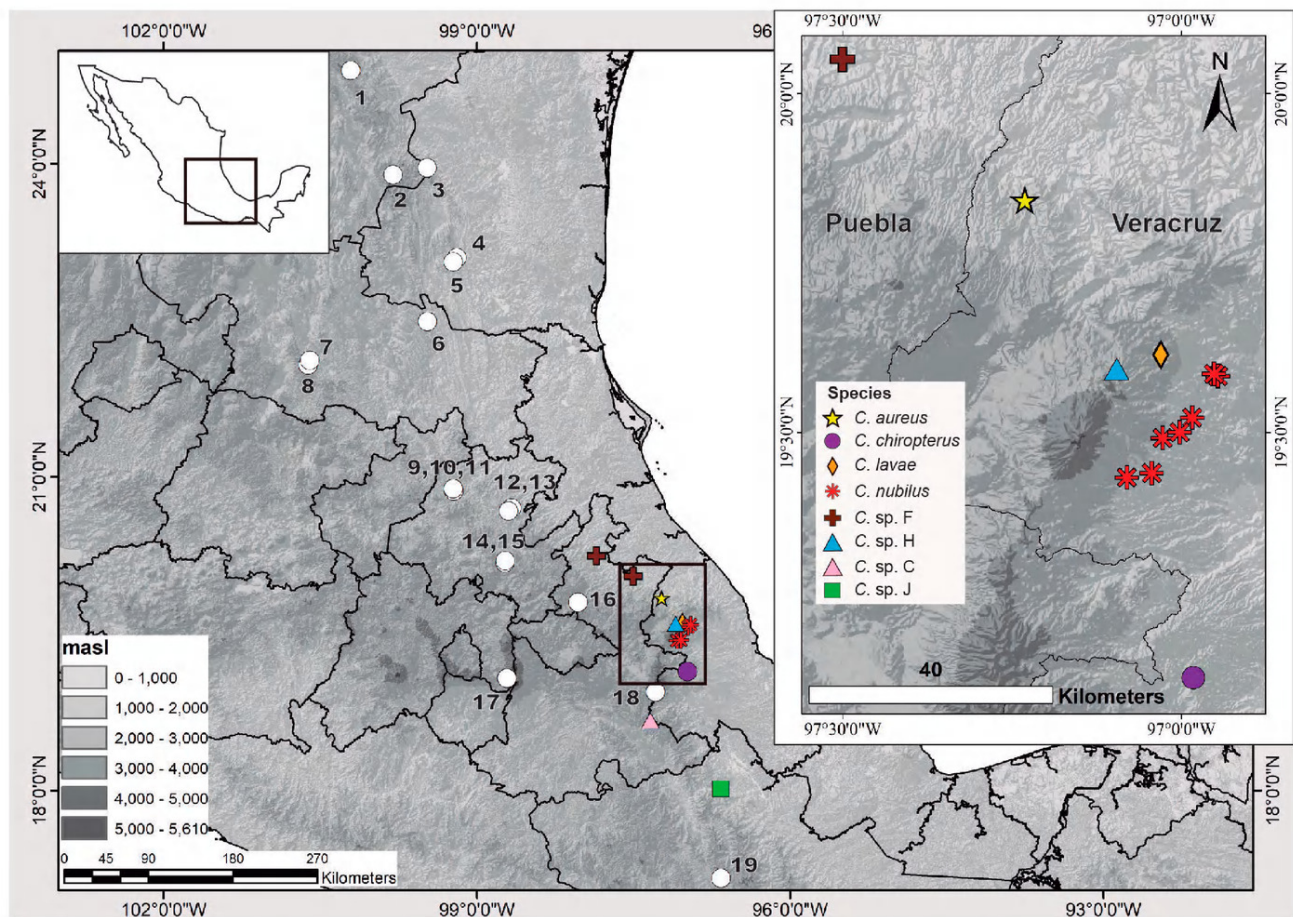 102°0'0"W
99°0'0"W
96
97°30'0"W
97°0'0"W
N
20°0'0"N
19°30'0"N
Puebla
Veracruz
Species
C. aureus
C. chiropterus
C. lavae
C. nubilus
C. sp. F
C. sp. H
C. sp. C
C. sp. J
40
Kilometers
97°30'0"W
97°0'0"W
20°0'0"N
19°30'0"N
24°0'0"N
21°0'0"N
18°0'0"N
18°0'0"N
1
2
3
4
5
6
7
8
9,10,11
12,13
14,15
16
17
18
19
masl
0 - 1,000
1,000 - 2,000
2,000 - 3,000
3,000 - 4,000
4,000 - 5,000
5,000 - 5,610
0 45 90 180 270
Kilometers
102°0'0"W
99°0'0"W
96°0'0"W
93°0'0"W